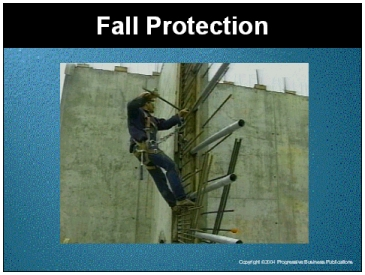 Fall Protection
Copyright ©2004 Progressive Business Publications